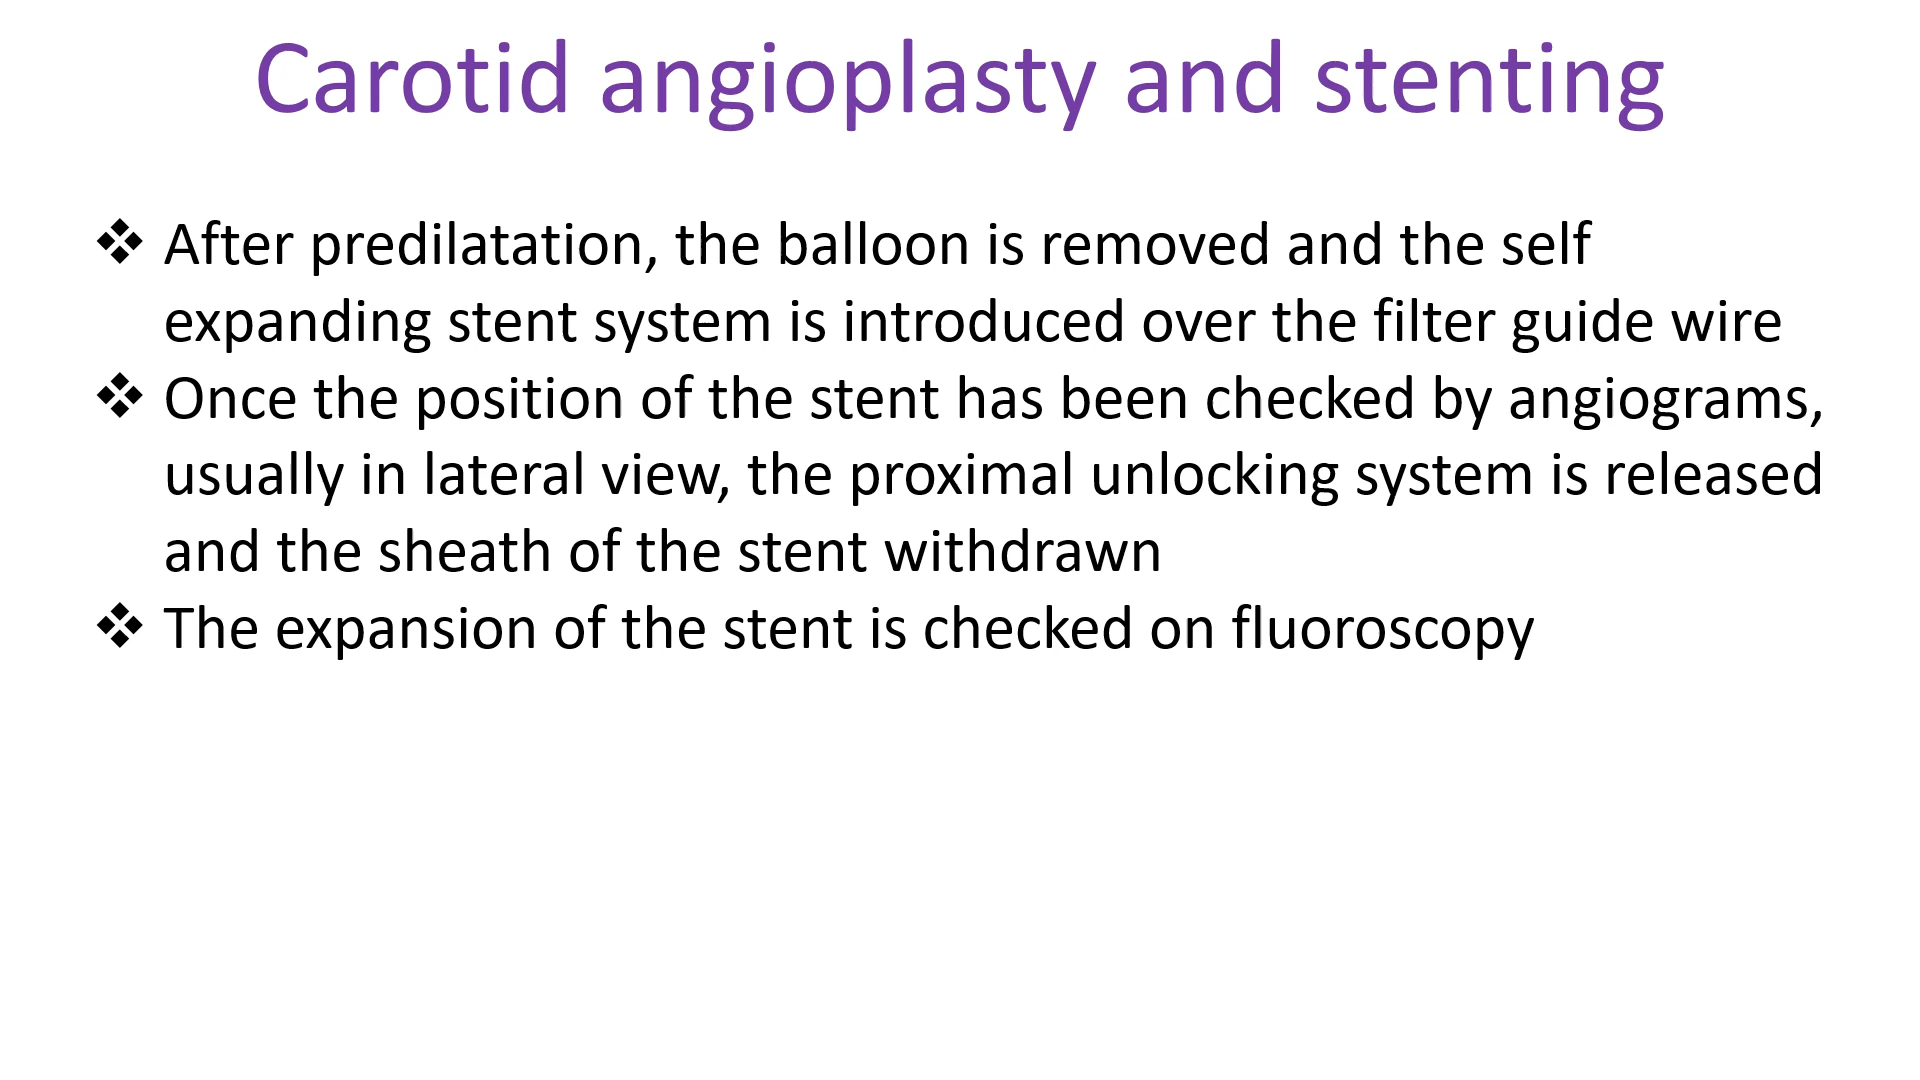 Carotid angioplasty and stenting
❖ After predilatation, the balloon is removed and the self
expanding stent system is introduced over the filter guide wire
❖ Once the position of the stent has been checked by angiograms,
usually in lateral view, the proximal unlocking system is released
and the sheath of the stent withdrawn
❖ The expansion of the stent is checked on fluoroscopy